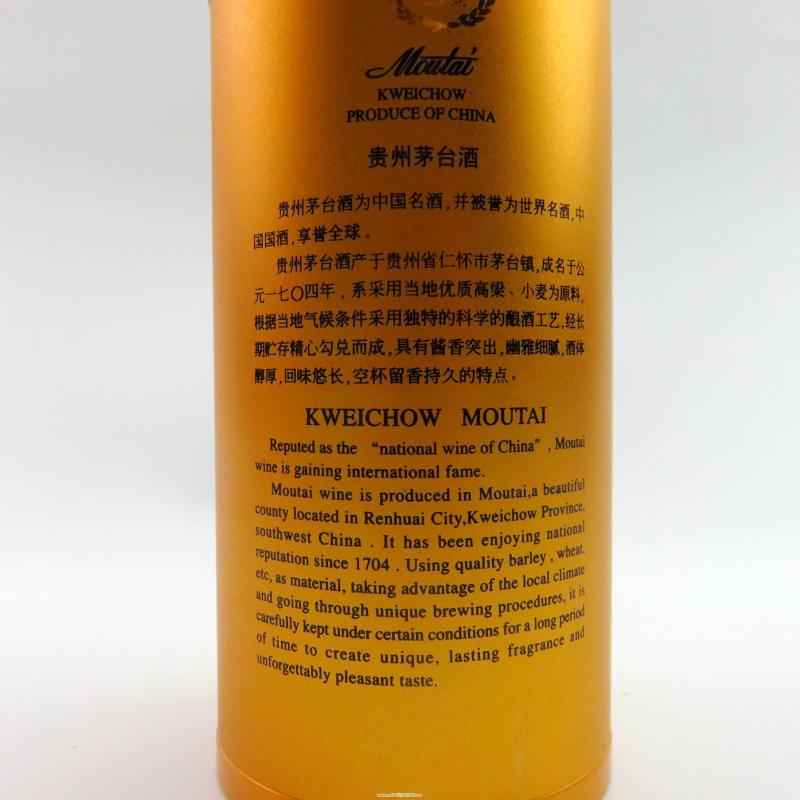 Moutai
KWEICHOW
PRODUCE OF CHINA
贵州茅台酒
贵州茅台酒为中国名酒,并被誉为世界名酒,中
国国酒,享誉全球。
贵州茅台酒产于贵州省仁怀市茅台镇,成名于公
元一七〇四年，系采用当地优质高梁、小麦为原料,
根据当地气候条件采用独特的科学的酿酒工艺,经长
期贮存精心勾兑而成,具有酱香突出,幽雅细腻,酒体
醇厚,回味悠长,空杯留香持久的特点。
KWEICHOW MOUTAI
Reputed as the “national wine of China”, Moutai
wine is gaining international fame.
Moutai wine is produced in Moutai,a beautiful
county located in Renhuai City,Kweichow Province,
southwest China . It has been enjoying national
reputation since 1704 . Using quality barley , wheat,
etc, as material, taking advantage of the local climate
and going through unique brewing procedures, it is
carefully kept under certain conditions for a long period
of time to create unique, lasting fragrance and
unforgettably pleasant taste.